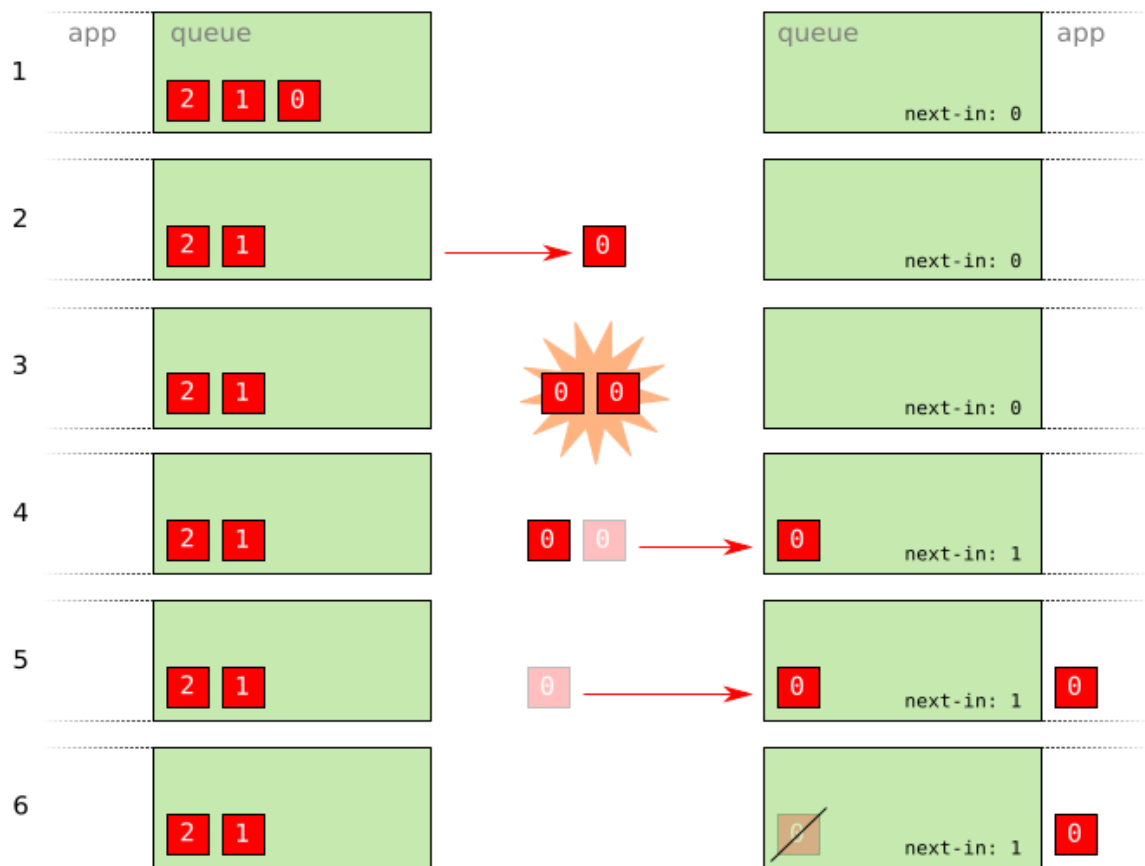 app queue queue app
1
2 1 0
next-in: 0
2
2 1 0
next-in: 0
3
2 1 0 0
next-in: 0
4
2 1 0 0 0
next-in: 1
5
2 1 0 0 0
next-in: 1
6
2 1 0 0
next-in: 1